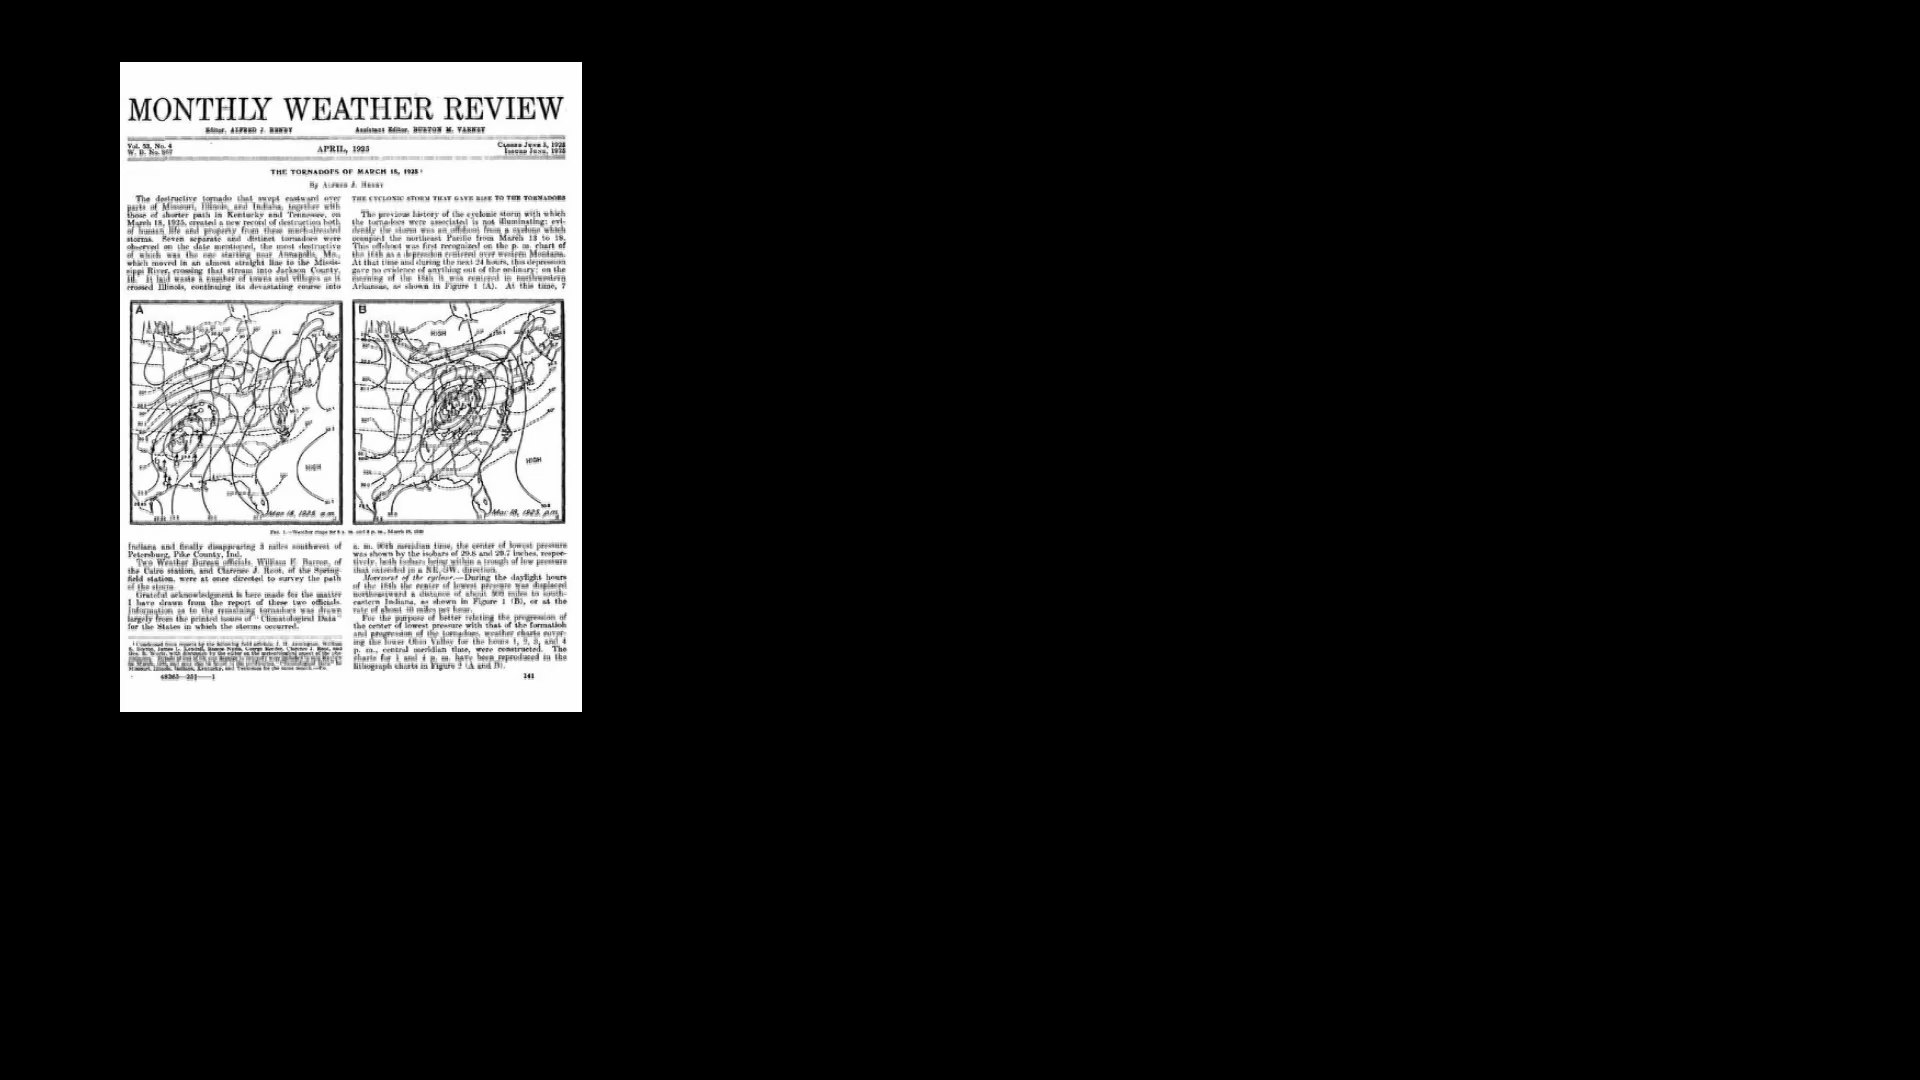 MONTHLY WEATHER REVIEW
Editor, ALFRED J. HENRY
Assistant Editor, BURTON M. VARNEY
Vol. 53, No. 4
W. B. No.
APRIL, 1925
CLOSED JUNE 3, 1925
ISSUED JUNE, 1925
THE TORNADOES OF MARCH 18, 1925 ¹
By ALFRED J. HENRY
The destructive tornado that swept eastward over
parts of Missouri, Illinois, and Indiana, together with
those of shorter path in Kentucky and Tennessee, on
March 18, 1925, created a new record of destruction both
of human life and property from these much-dreaded
storms. Seven separate and distinct tornadoes were
observed on the date mentioned, the most destructive
of which was the one starting near Annapolis, Mo.,
which moved in an almost straight line to the Missis-
sippi River, crossing that stream into Jackson County,
Ill. It laid waste a number of towns and villages as it
crossed Illinois, continuing its devastating course into
THE CYCLONIC STORM THAT GAVE RISE TO THE TORNADOES
The previous history of the cyclonic storm with which
the tornadoes were associated is not illuminating; evi-
dently the storm was an offshoot from a cyclone which
occupied the northeast Pacific from March 13 to 18.
This offshoot was first recognized on the p. m. chart of
the 16th as a depression centered over western Montana.
At that time and during the next 24 hours, this depression
gave no evidence of anything out of the ordinary; on the
morning of the 18th it was centered in northwestern
Arkansas, as shown in Figure 1 (A). At this time, 7
A
HIGH
Mar. 18, 1925. a.m.
B
HIGH
HIGH
Mar. 18, 1925. p.m.
FIG. 1.—Weather maps for 8 a. m. and 8 p. m., March 18, 1925
Indiana and finally disappearing 3 miles southwest of
Petersburg, Pike County, Ind.
Two Weather Bureau officials, William E. Barron, of
the Cairo station, and Clarence J. Root, of the Spring-
field station, were at once directed to survey the path
of the storm.
Grateful acknowledgment is here made for the matter
I have drawn from the report of these two officials.
Information as to the remaining tornadoes was drawn
largely from the printed issues of "Climatological Data"
for the States in which the storms occurred.
a. m. 90th meridian time, the center of lowest pressure
was shown by the isobars of 29.6 and 29.7 inches, respec-
tively, both isobars being within a trough of low pressure
that extended in a NE.-SW. direction.
Movement of the cyclone.—During the daylight hours
of the 18th the center of lowest pressure was displaced
northeastward a distance of about 500 miles to south-
eastern Indiana, as shown in Figure 1 (B), or at the
rate of about 40 miles per hour.
For the purpose of better relating the progression of
the center of lowest pressure with that of the formation
and progression of the tornadoes, weather charts cover-
ing the lower Ohio Valley for the hours 1, 2, 3, and 4
p. m., central meridian time, were constructed. The
charts for 1 and 4 p. m. have been reproduced in the
lithograph charts in Figure 2 (A and B).
141